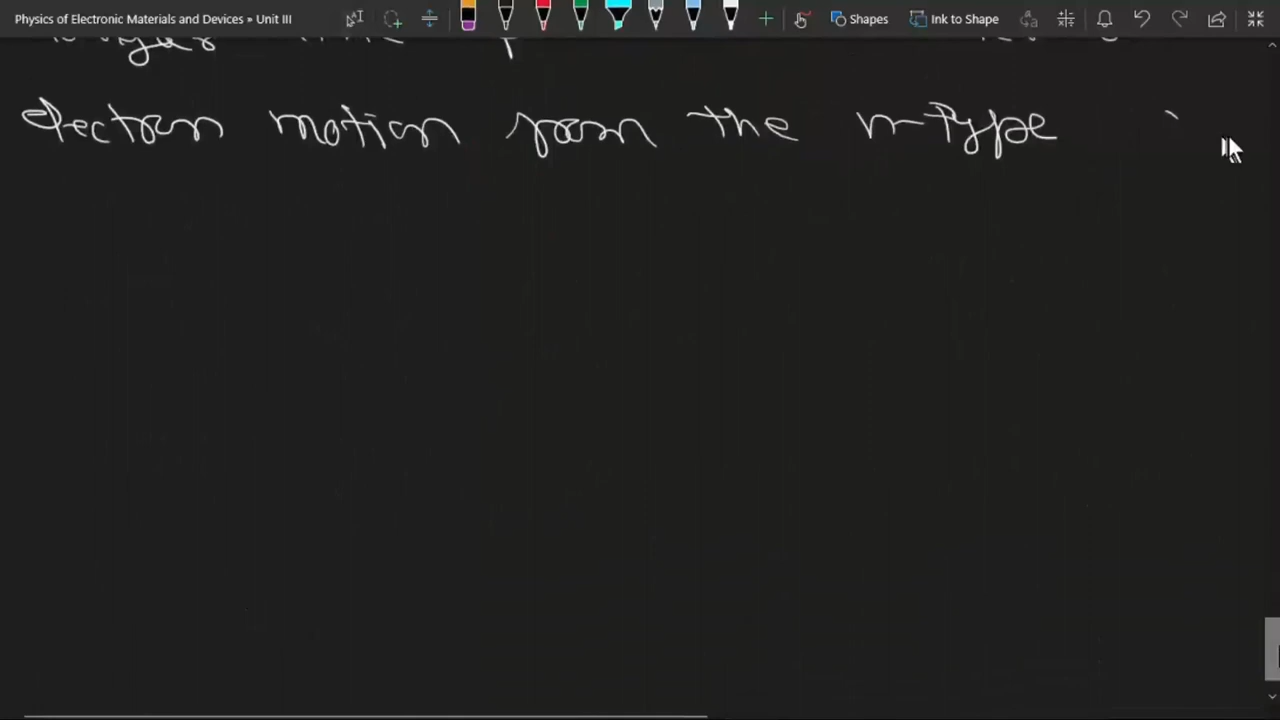 Physics of Electronic Materials and Devices » Unit III
Shapes
Ink to Shape
electron motion from the n-type